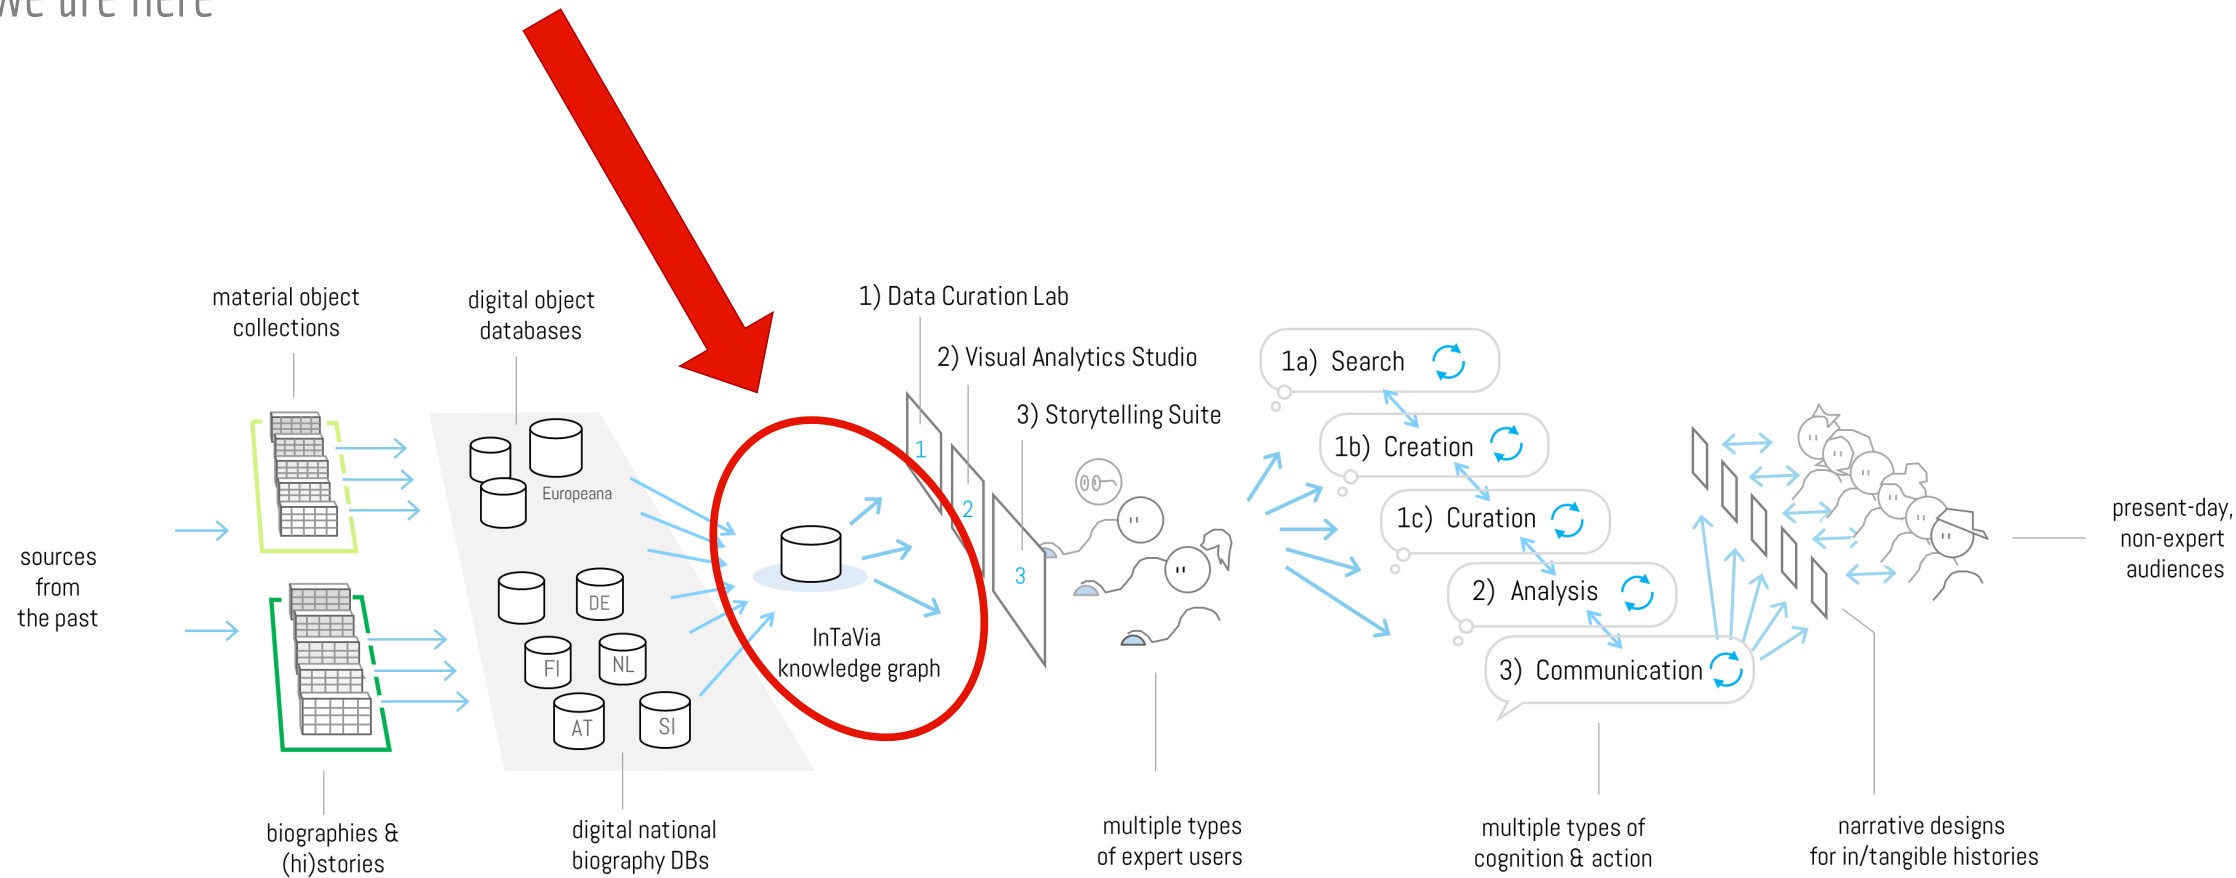 we are here
material object
collections
digital object
databases
1) Data Curation Lab
2) Visual Analytics Studio
3) Storytelling Suite
1
2
3
Europeana
DE
FI
NL
AT
SI
InTaVia
knowledge graph
sources
from
the past
biographies &
(hi)stories
digital national
biography DBs
multiple types
of expert users
1a) Search
1b) Creation
1c) Curation
2) Analysis
3) Communication
multiple types of
cognition & action
narrative designs
for in/tangible histories
present-day,
non-expert
audiences